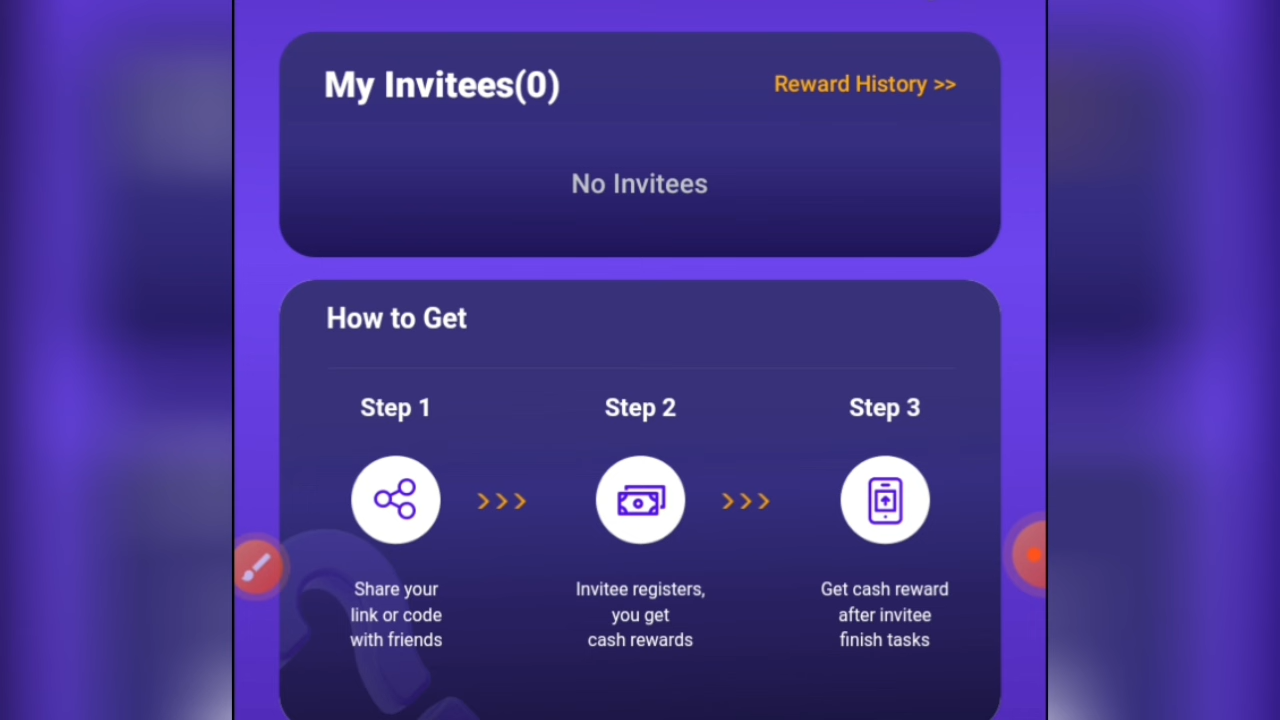 My Invitees(0)
Reward History >>
No Invitees
How to Get
Step 1
Step 2
Step 3
Share your
link or code
with friends
Invitee registers,
you get
cash rewards
Get cash reward
after invitee
finish tasks